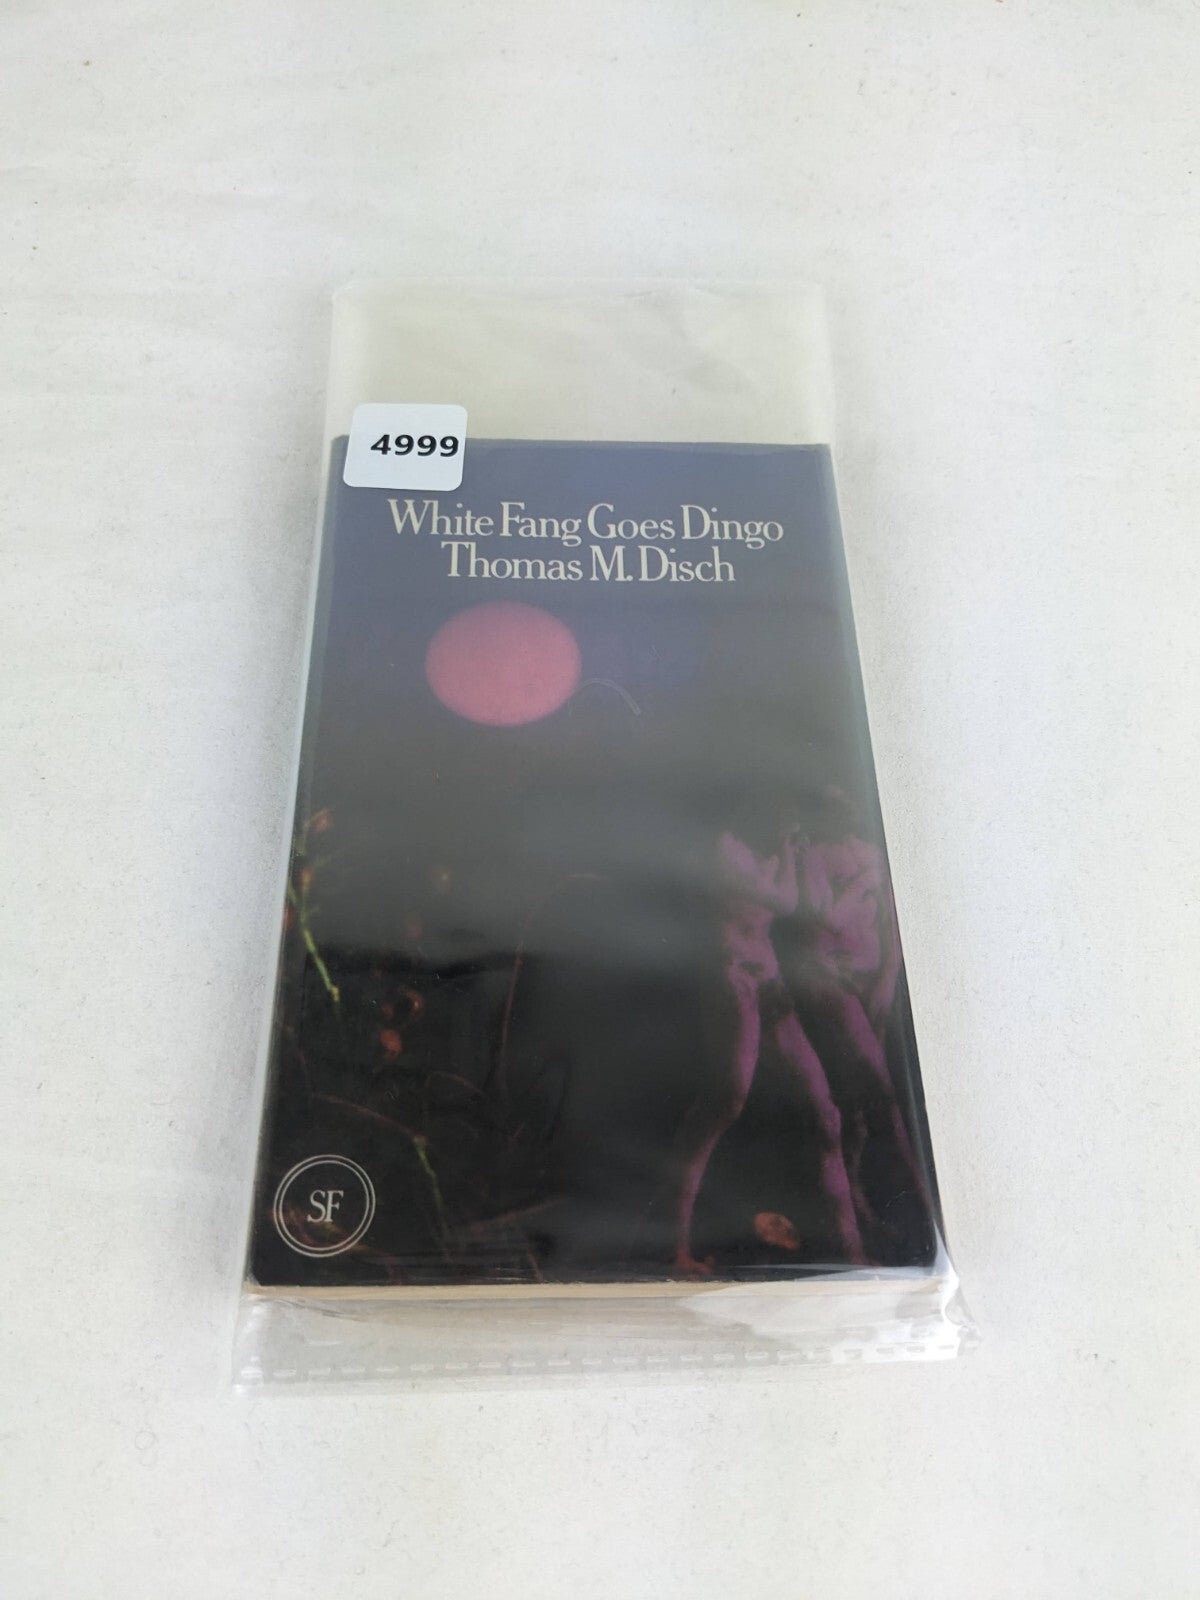 4999
White Fang Goes Dingo
Thomas M. Disch
SF